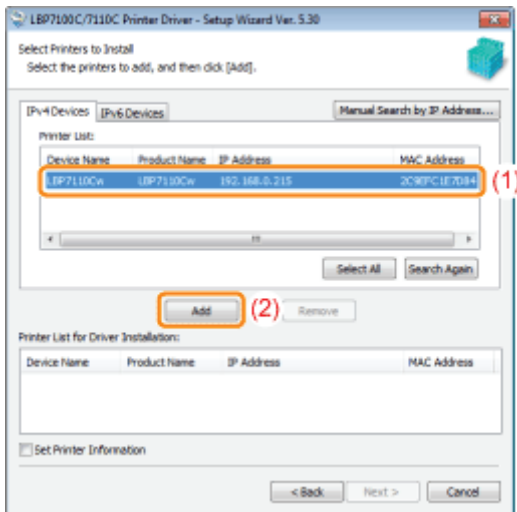 LBP7100C/7110C Printer Driver - Setup Wizard Ver. 5.30
Select Printers to Install
Select the printers to add, and then click [Add].
IPv4 Devices IPv6 Devices Manual Search by IP Address...
Printer List:
Device Name Product Name IP Address MAC Address
LBP7110Cw LBP7110Cw 192.168.0.215 2C9EFC1E7D84 (1)
Select All Search Again
Add (2) Remove
Printer List for Driver Installation:
Device Name Product Name IP Address MAC Address
Set Printer Information
< Back Next > Cancel